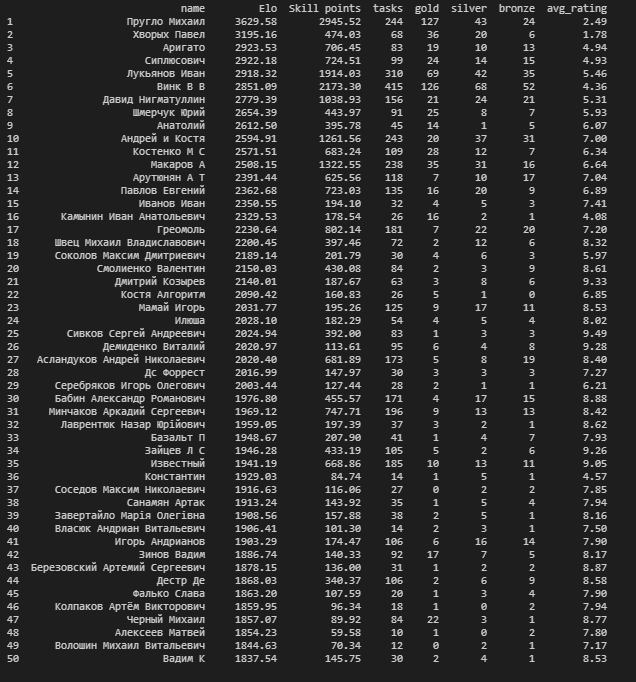 name Elo Skill points tasks gold silver bronze avg_rating
1 Пругло Михаил 3629.58 2945.52 244 127 43 24 2.49
2 Хворых Павел 3195.16 474.03 68 36 20 6 1.78
3 Аригато 2923.53 706.45 83 19 10 13 4.94
4 Сиплюсович 2922.18 724.51 99 24 14 15 4.93
5 Лукьянов Иван 2918.32 1914.03 310 69 42 35 5.46
6 Винк В В 2851.09 2173.30 415 126 68 52 4.36
7 Давид Нигматуллин 2779.39 1038.93 156 21 24 21 5.31
8 Шмерчук Юрий 2654.39 443.97 91 25 8 7 5.93
9 Анатолий 2612.50 395.78 45 14 1 5 6.07
10 Андрей и Костя 2594.91 1261.56 243 20 37 31 7.00
11 Костенко М С 2571.51 683.24 109 28 12 7 6.34
12 Макаров А 2508.15 1322.55 238 35 31 16 6.64
13 Арутюнян А Т 2391.44 625.56 118 7 10 17 7.04
14 Павлов Евгений 2362.68 723.03 135 16 20 9 6.89
15 Иванов Иван 2350.55 194.10 32 4 5 3 7.41
16 Камынин Иван Анатольевич 2329.53 178.54 26 16 2 1 4.08
17 Греомоль 2230.64 802.14 181 7 22 20 7.20
18 Швец Михаил Владиславович 2200.45 397.46 72 2 12 6 8.32
19 Соколов Максим Дмитриевич 2189.14 201.79 30 4 6 3 5.97
20 Смолиенко Валентин 2150.03 430.08 84 2 3 9 8.61
21 Дмитрий Козырев 2140.01 187.67 63 3 8 6 9.33
22 Костя Алгоритм 2090.42 160.83 26 5 1 0 6.85
23 Мамай Игорь 2031.77 195.26 125 9 17 11 8.53
24 Илюша 2028.10 182.29 54 4 5 4 8.02
25 Сивков Сергей Андреевич 2024.94 392.00 83 1 3 3 9.49
26 Демиденко Виталий 2020.97 113.61 95 6 4 8 9.28
27 Асландуков Андрей Николаевич 2020.40 681.89 173 5 8 19 8.40
28 Дс Форрест 2016.99 147.97 30 3 3 3 7.27
29 Серебряков Игорь Олегович 2003.44 127.44 28 2 1 1 6.21
30 Бабин Александр Романович 1976.80 455.57 171 4 17 15 8.88
31 Минчаков Аркадий Сергеевич 1969.12 747.71 196 9 13 13 8.42
32 Лаврентюк Назар Юрійович 1959.05 197.39 37 3 2 1 8.62
33 Базальт П 1948.67 207.90 41 1 4 7 7.93
34 Зайцев Л С 1946.28 433.19 105 5 2 6 9.26
35 Известный 1941.19 668.86 185 10 13 11 9.05
36 Константин 1929.03 84.74 14 1 5 1 4.57
37 Соседов Максим Николаевич 1916.63 116.06 27 0 2 2 7.85
38 Санамян Артак 1913.24 143.92 35 1 5 4 7.94
39 Завертайло Марія Олегівна 1908.56 157.88 38 2 5 1 8.16
40 Власюк Андриан Витальевич 1906.41 101.30 14 2 3 1 7.50
41 Игорь Андрианов 1903.29 174.47 106 6 16 14 7.90
42 Зинов Вадим 1886.74 140.33 92 17 7 5 8.17
43 Березовский Артемий Сергеевич 1878.15 136.00 31 1 2 2 8.87
44 Дестр Де 1868.03 340.37 106 2 6 9 8.58
45 Фалько Слава 1863.20 107.59 20 1 3 4 7.90
46 Колпаков Артём Викторович 1859.95 96.34 18 1 0 2 7.94
47 Черный Михаил 1857.07 89.92 84 22 3 1 8.77
48 Алексеев Матвей 1854.23 59.58 10 1 0 2 7.80
49 Волошин Михаил Витальевич 1844.63 70.34 12 0 2 1 7.17
50 Вадим К 1837.54 145.75 30 2 4 1 8.53